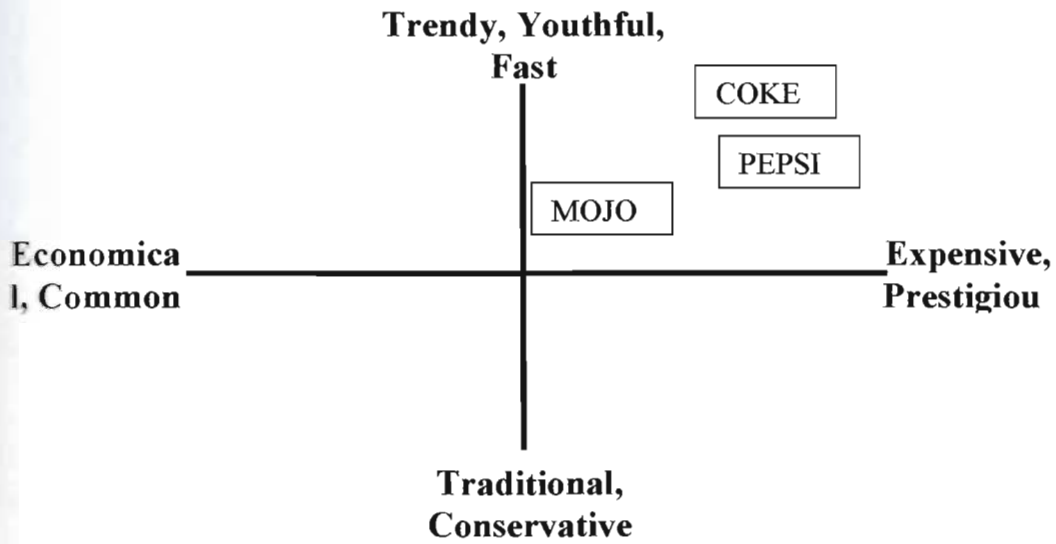 Trendy, Youthful,
Fast
COKE
PEPSI
MOJO
Economica
l, Common
Expensive,
Prestigiou
Traditional,
Conservative